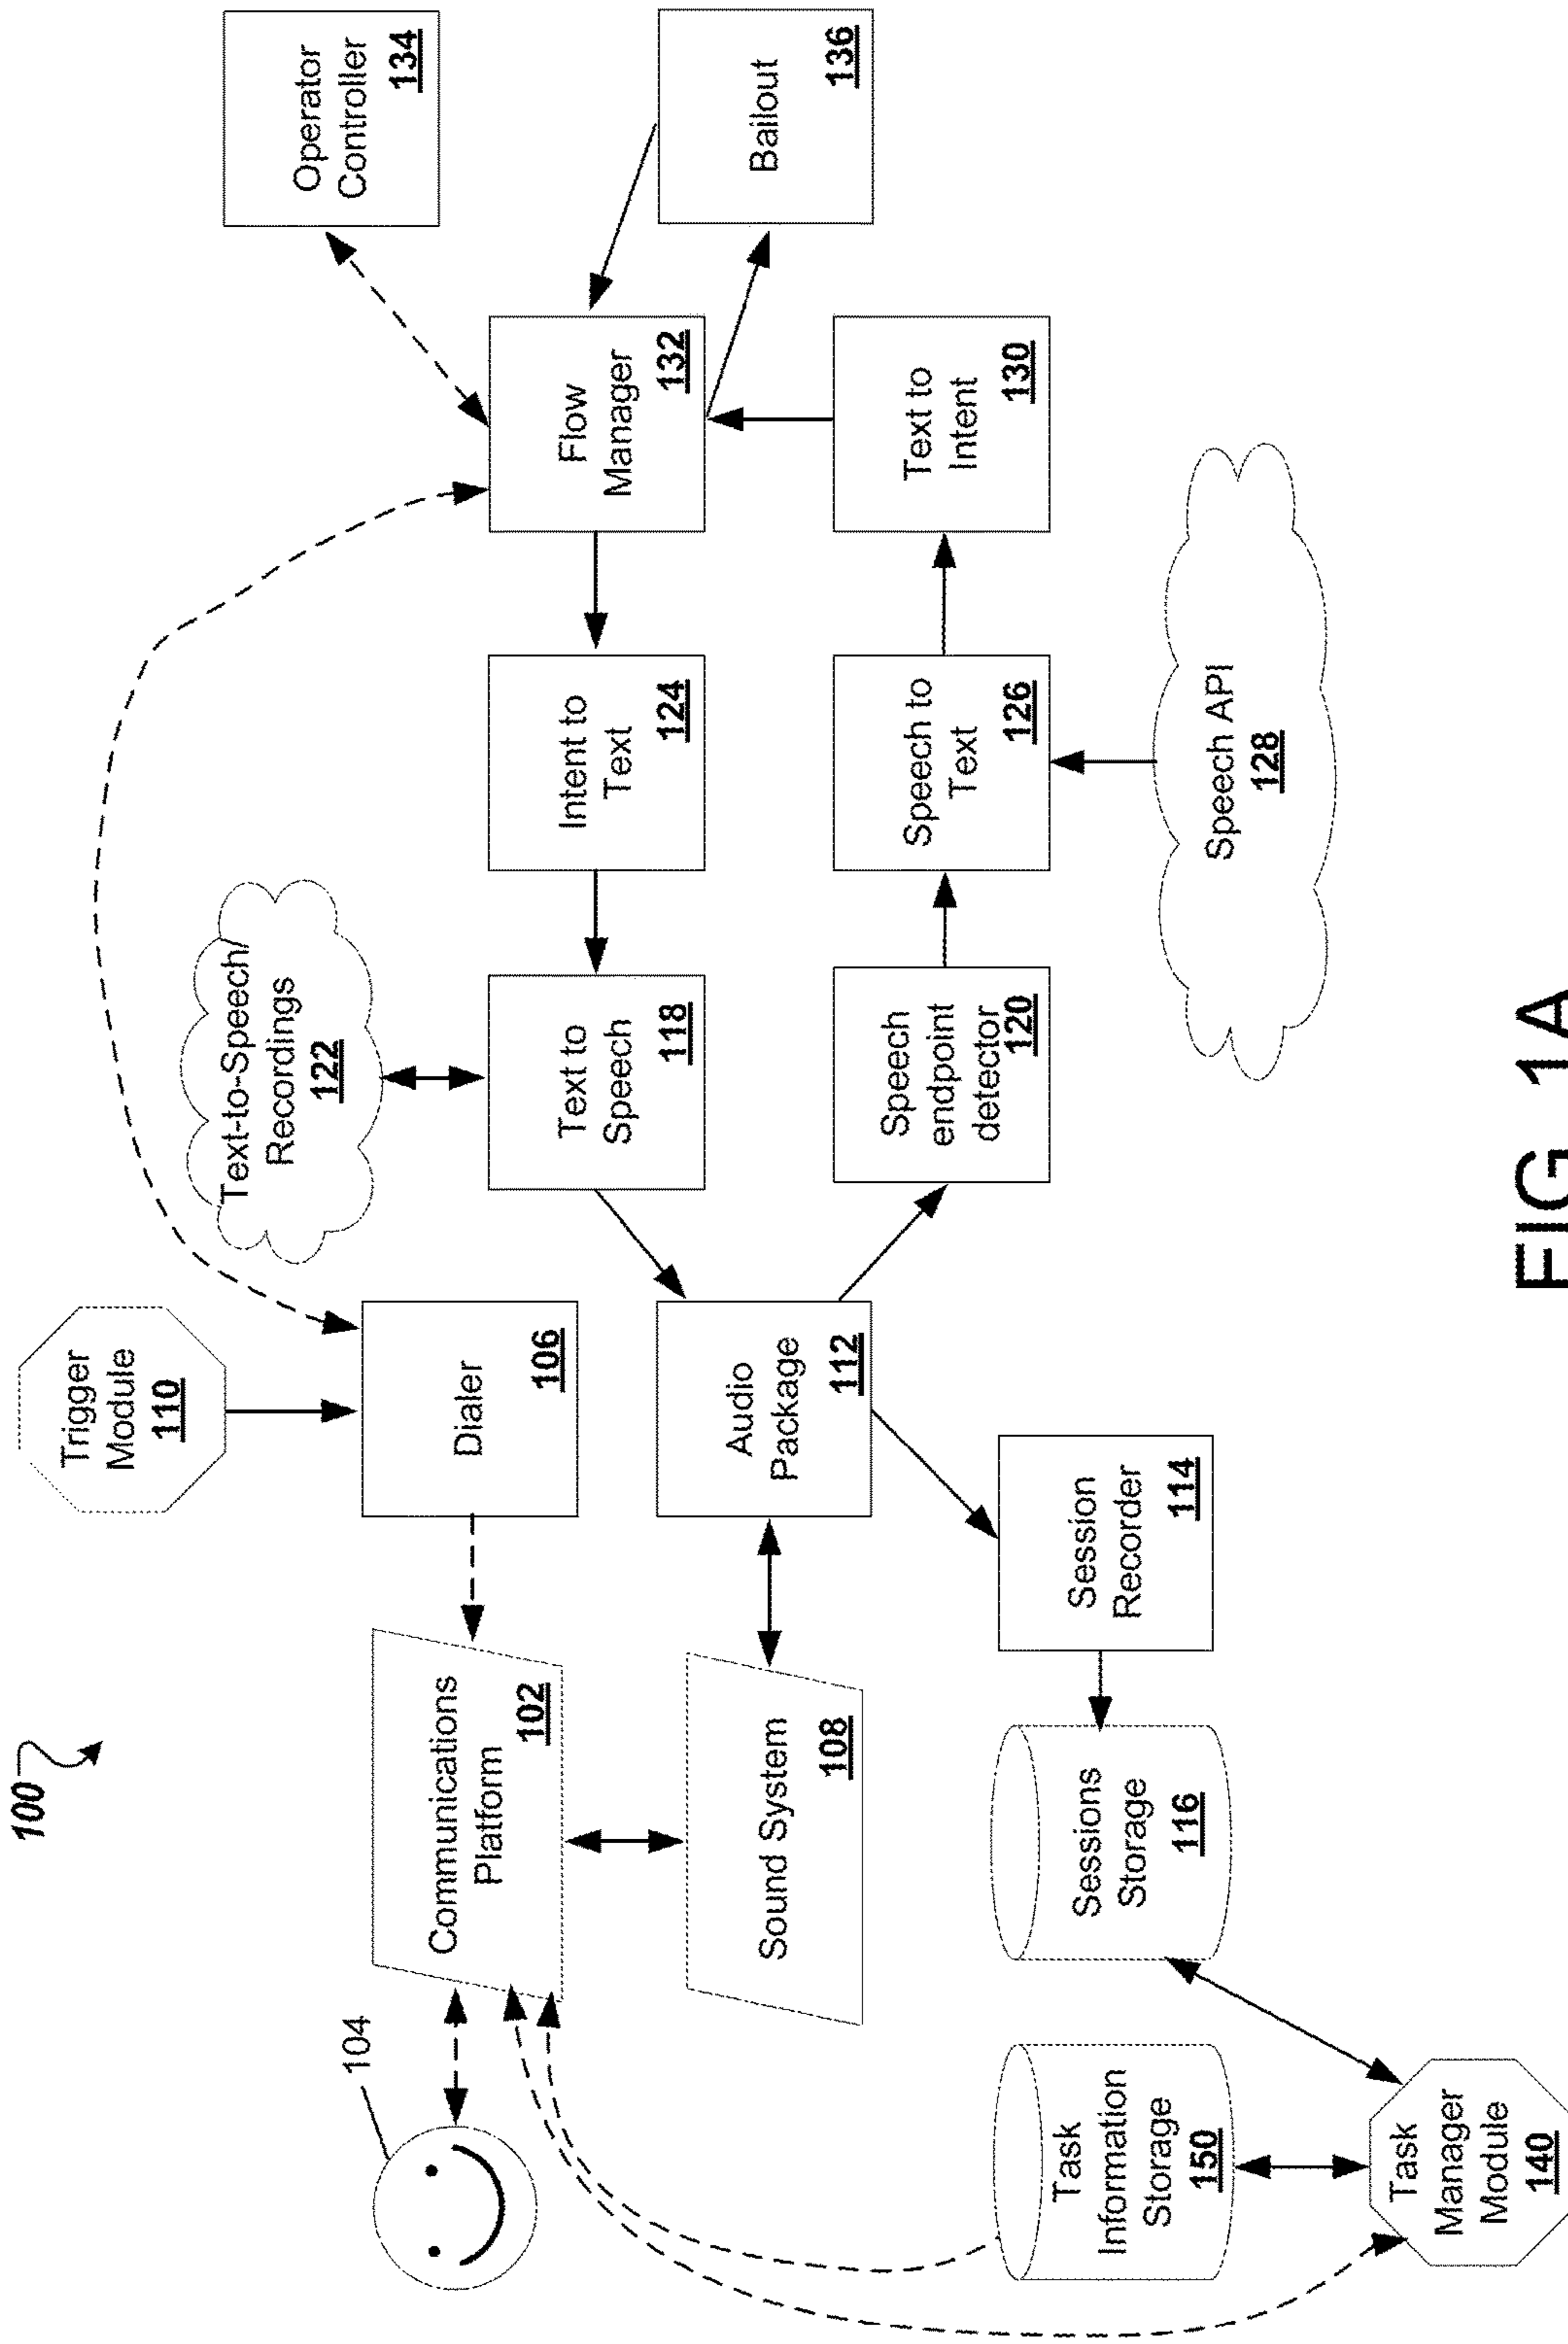 100
Trigger
Module
110
Operator
Controller
134
Text-to-Speech/
Recordings
122
104
Communications
Platform
102
Dialer
106
Text to
Speech
118
Intent to
Text
124
Flow
Manager
132
Bailout
136
Sound System
108
Audio
Package
112
Speech
endpoint
detector
120
Speech to
Text
126
Text to
Intent
130
Task
Information
Storage
150
Sessions
Storage
116
Session
Recorder
114
Speech API
128
Task
Manager
Module
140
FIG. 1A